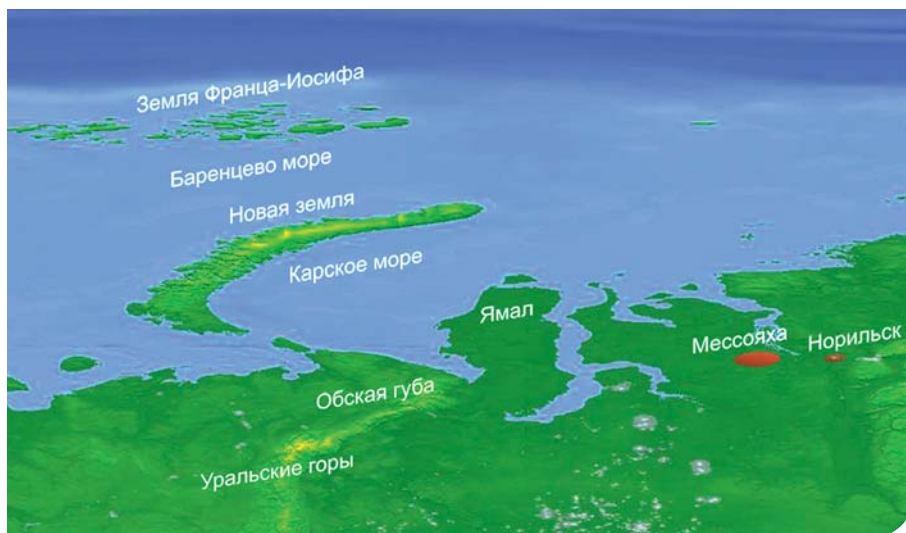 Земля Франца-Иосифа
Баренцево море
Новая земля
Карское море
Ямал
Мессояха
Норильск
Обская губа
Уральские горы